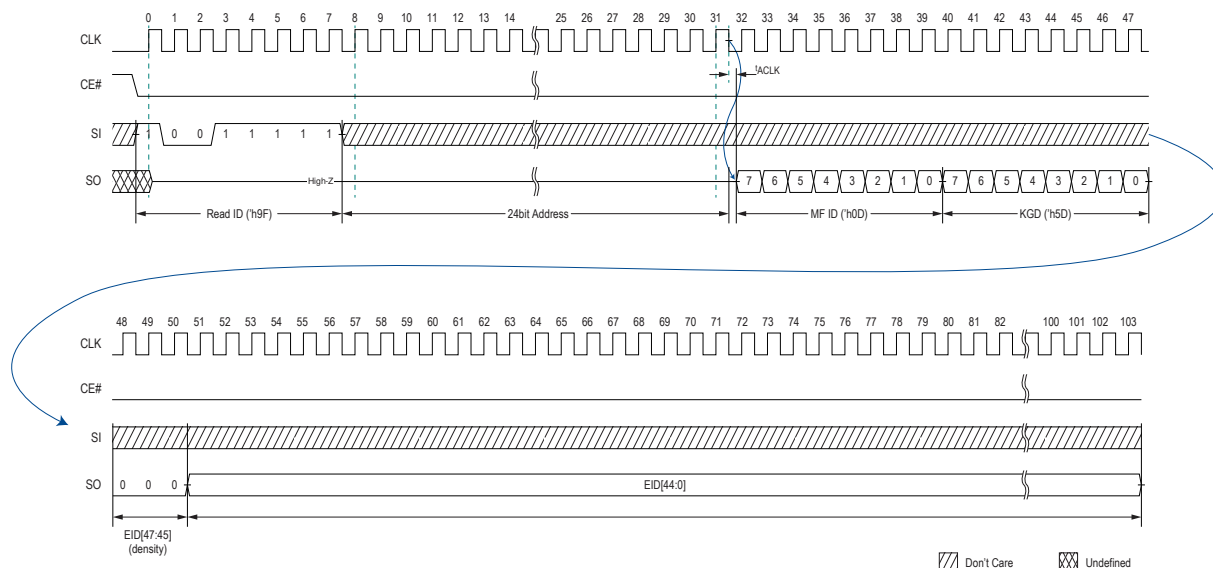 0 1 2 3 4 5 6 7 8 9 10 11 12 13 14 25 26 27 28 29 30 31 32 33 34 35 36 37 38 39 40 41 42 43 44 45 46 47
CLK
tACLK
CE#
SI 1 0 0 1 1 1 1 1
SO High-Z 7 6 5 4 3 2 1 0 7 6 5 4 3 2 1 0
Read ID ('h9F) 24bit Address MF ID ('h0D) KGD ('h5D)
48 49 50 51 52 53 54 55 56 57 58 59 60 61 62 63 64 65 66 67 68 69 70 71 72 73 74 75 76 77 78 79 80 81 82 100 101 102 103
CLK
CE#
SI
SO 0 0 0 EID[44:0]
EID[47:45]
(density)
Don't Care Undefined